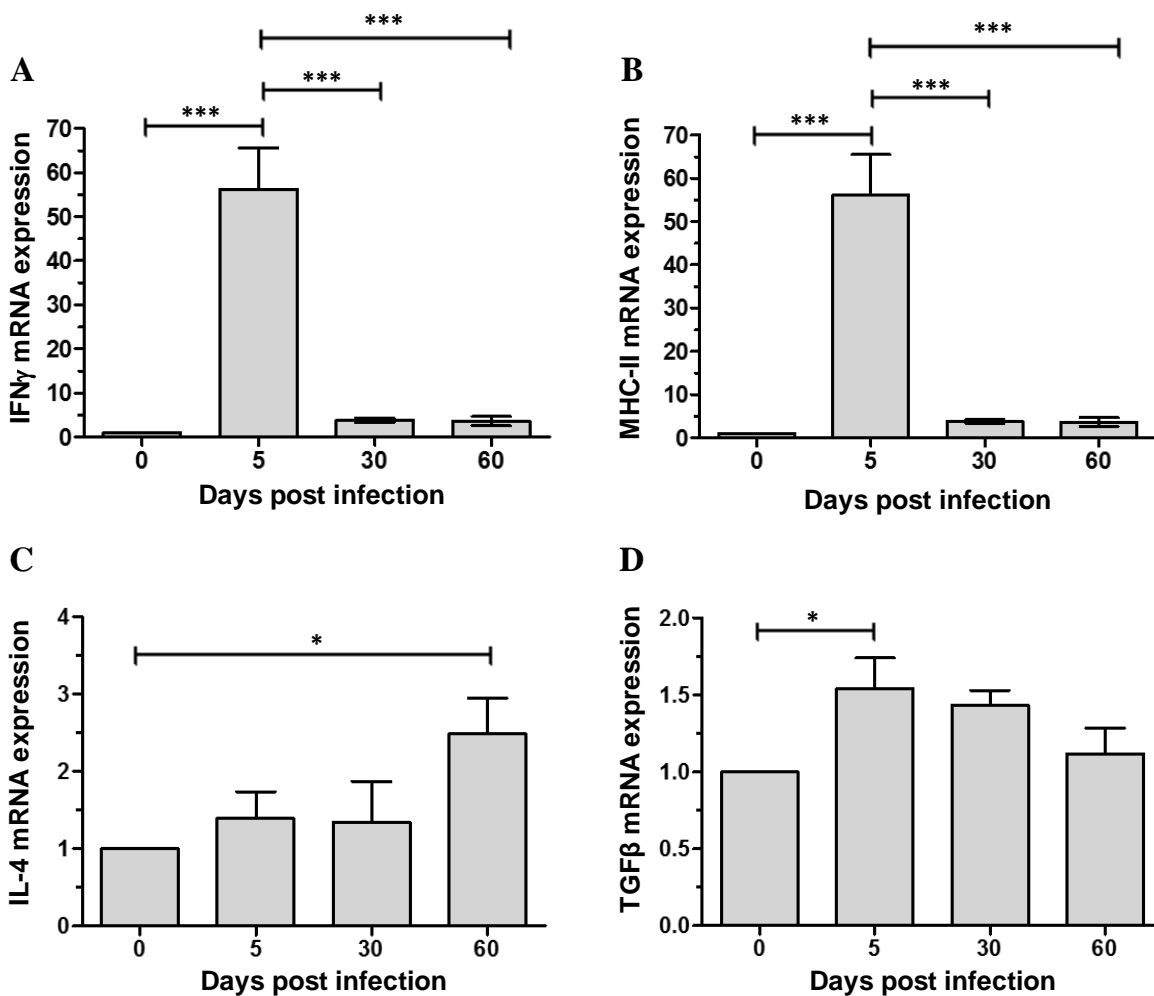 A
***
***
***
IFNγ mRNA expression
70
60
50
40
30
20
10
0
0 5 30 60
Days post infection
B
***
***
***
MHC-II mRNA expression
70
60
50
40
30
20
10
0
0 5 30 60
Days post infection
C
*
IL-4 mRNA expression
4
3
2
1
0
0 5 30 60
Days post infection
D
*
TGFβ mRNA expression
2.0
1.5
1.0
0.5
0.0
0 5 30 60
Days post infection